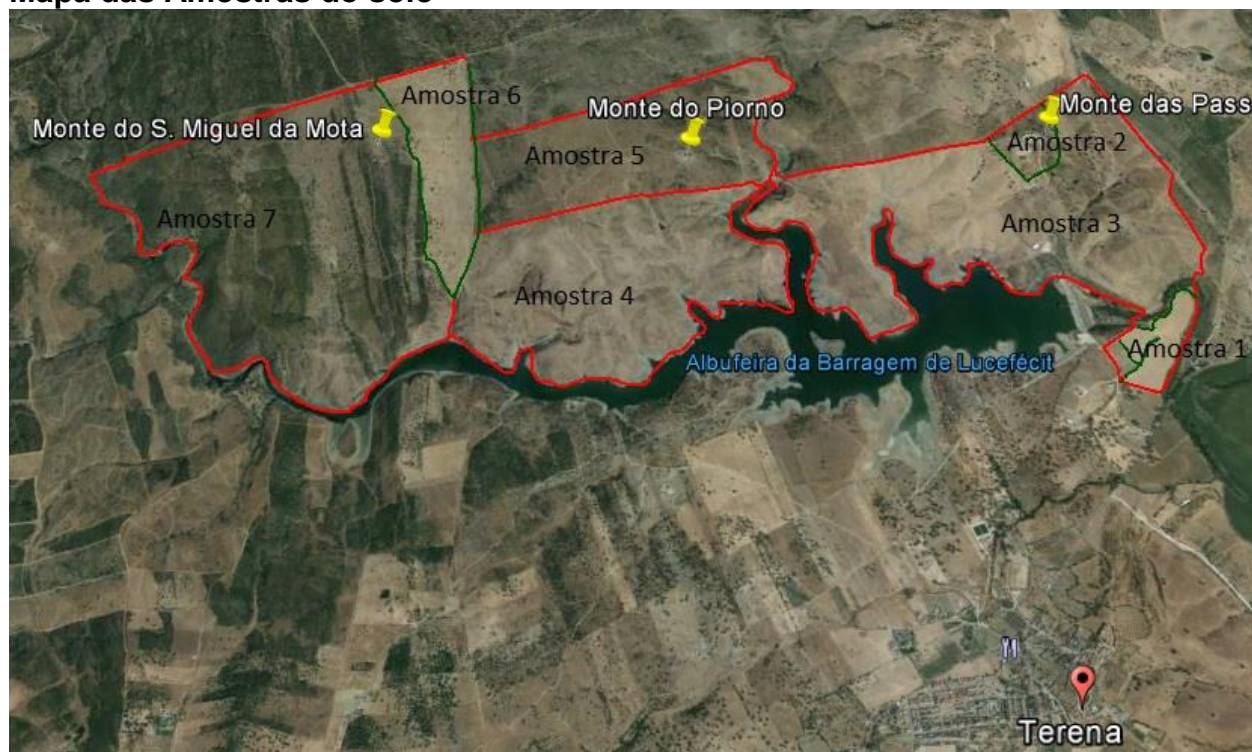 Mapa das Amostras do solo
Amostra 6
Monte do Piorno
Monte das Pass
Monte do S. Miguel da Mota
Amostra 2
Amostra 5
Amostra 7
Amostra 3
Amostra 4
Amostra 1
Albufeira da Barragem de Lucefécit
Terena